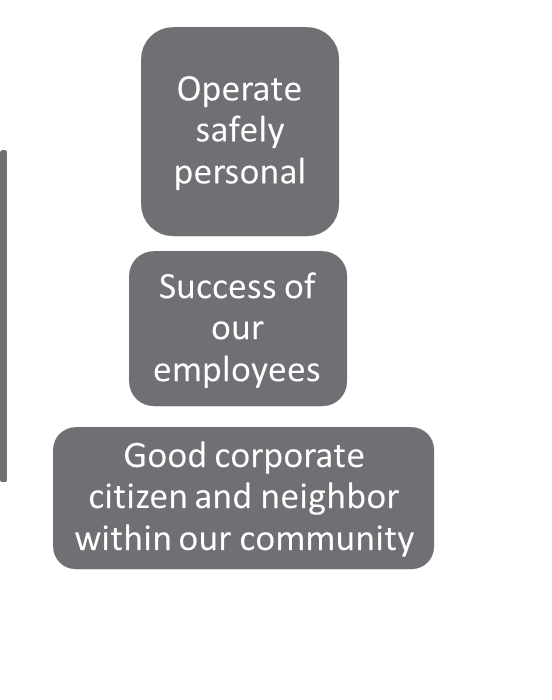 Operate
safely
personal
Success of
our
employees
Good corporate
citizen and neighbor
within our community